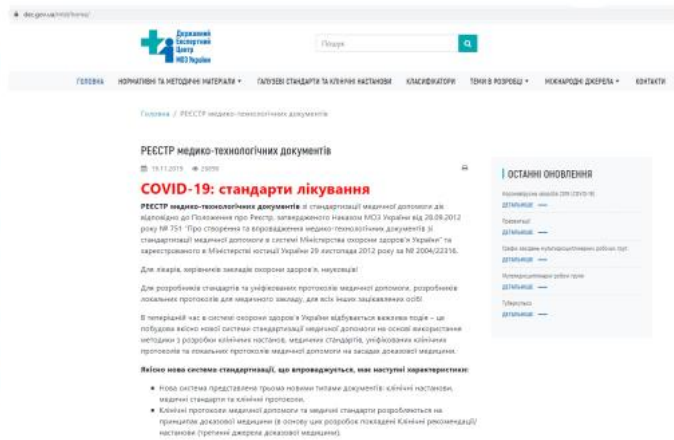 dec.gov.ua/mtd/home/
Державний
Експертний
Центр
МОЗ України
Пошук
ГОЛОВНА НОРМАТИВНІ ТА МЕТОДИЧНІ МАТЕРІАЛИ ГАЛУЗЕВІ СТАНДАРТИ ТА КЛІНІЧНІ НАСТАНОВИ КЛАСИФІКАТОРИ ТЕМИ В РОЗРОБЦІ МІЖНАРОДНІ ДЖЕРЕЛА КОНТАКТИ
Головна / РЕЄСТР медико-технологічних документів
РЕЄСТР медико-технологічних документів
19.11.2019
COVID-19: стандарти лікування
РЕЄСТР медико-технологічних документів зі стандартизації медичної допомоги діє
відповідно до Положення про Реєстр, затвердженого Наказом МОЗ України від 28.09.2012
року № 751 "Про створення та впровадження медико-технологічних документів зі
стандартизації медичної допомоги в системі Міністерства охорони здоров'я України" та
зареєстрованого в Міністерстві юстиції України 29 листопада 2012 року за № 2004/22316.
Для лікарів, керівників закладів охорони здоров'я, науковців!
Для розробників стандартів та уніфікованих протоколів медичної допомоги, розробників
локальних протоколів для медичного закладу, для всіх інших зацікавлених осіб!
В теперішній час в системі охорони здоров'я України відбувається важлива подія – це
побудова якісно нової системи стандартизації медичної допомоги на основі використання
методики з розробки клінічних настанов, медичних стандартів, уніфікованих клінічних
протоколів та локальних протоколів медичної допомоги на засадах доказової медицини.
Якісно нова система стандартизації, що впроваджується, має наступні характеристики:
Нова система представлена трьома новими типами документів: клінічні настанови,
медичні стандарти та клінічні протоколи.
Клінічні протоколи медичної допомоги та медичні стандарти розробляються на
принципах доказової медицини (в основу цих розробок покладені Клінічні рекомендації/
настанови (третинні джерела доказової медицини).
ОСТАННІ ОНОВЛЕННЯ
ДЕТАЛЬНІШЕ
ДЕТАЛЬНІШЕ
Графік засідань мультидисциплінарних робочих груп
ДЕТАЛЬНІШЕ
Мультидисциплінарні робочі групи
ДЕТАЛЬНІШЕ
Туберкульоз
ДЕТАЛЬНІШЕ